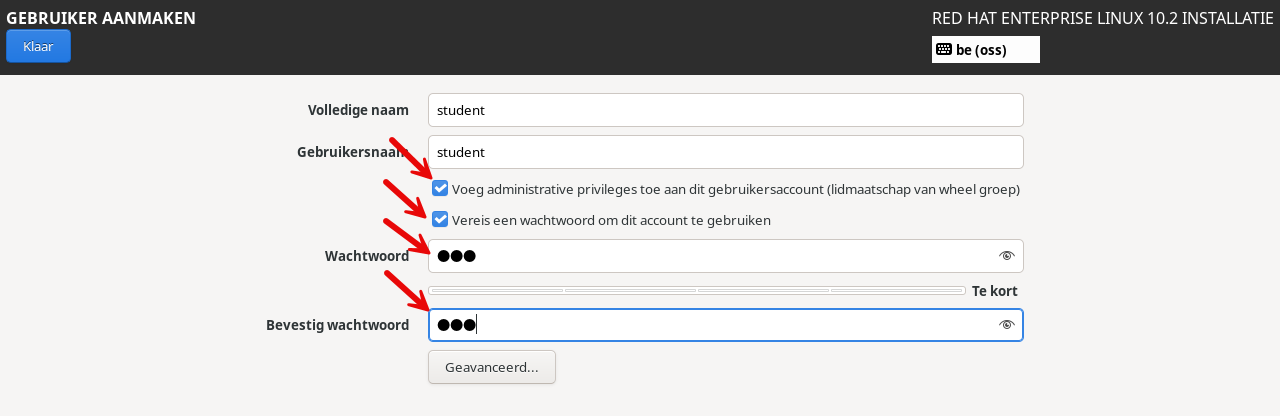 GEBRUIKER AANMAKEN
RED HAT ENTERPRISE LINUX 10.2 INSTALLATIE
Klaar
be (oss)
Volledige naam
student
Gebruikersnaam
student
Voeg administrative privileges toe aan dit gebruikersaccount (lidmaatschap van wheel groep)
Vereis een wachtwoord om dit account te gebruiken
Wachtwoord
●●●
Te kort
Bevestig wachtwoord
●●●
Geavanceerd...